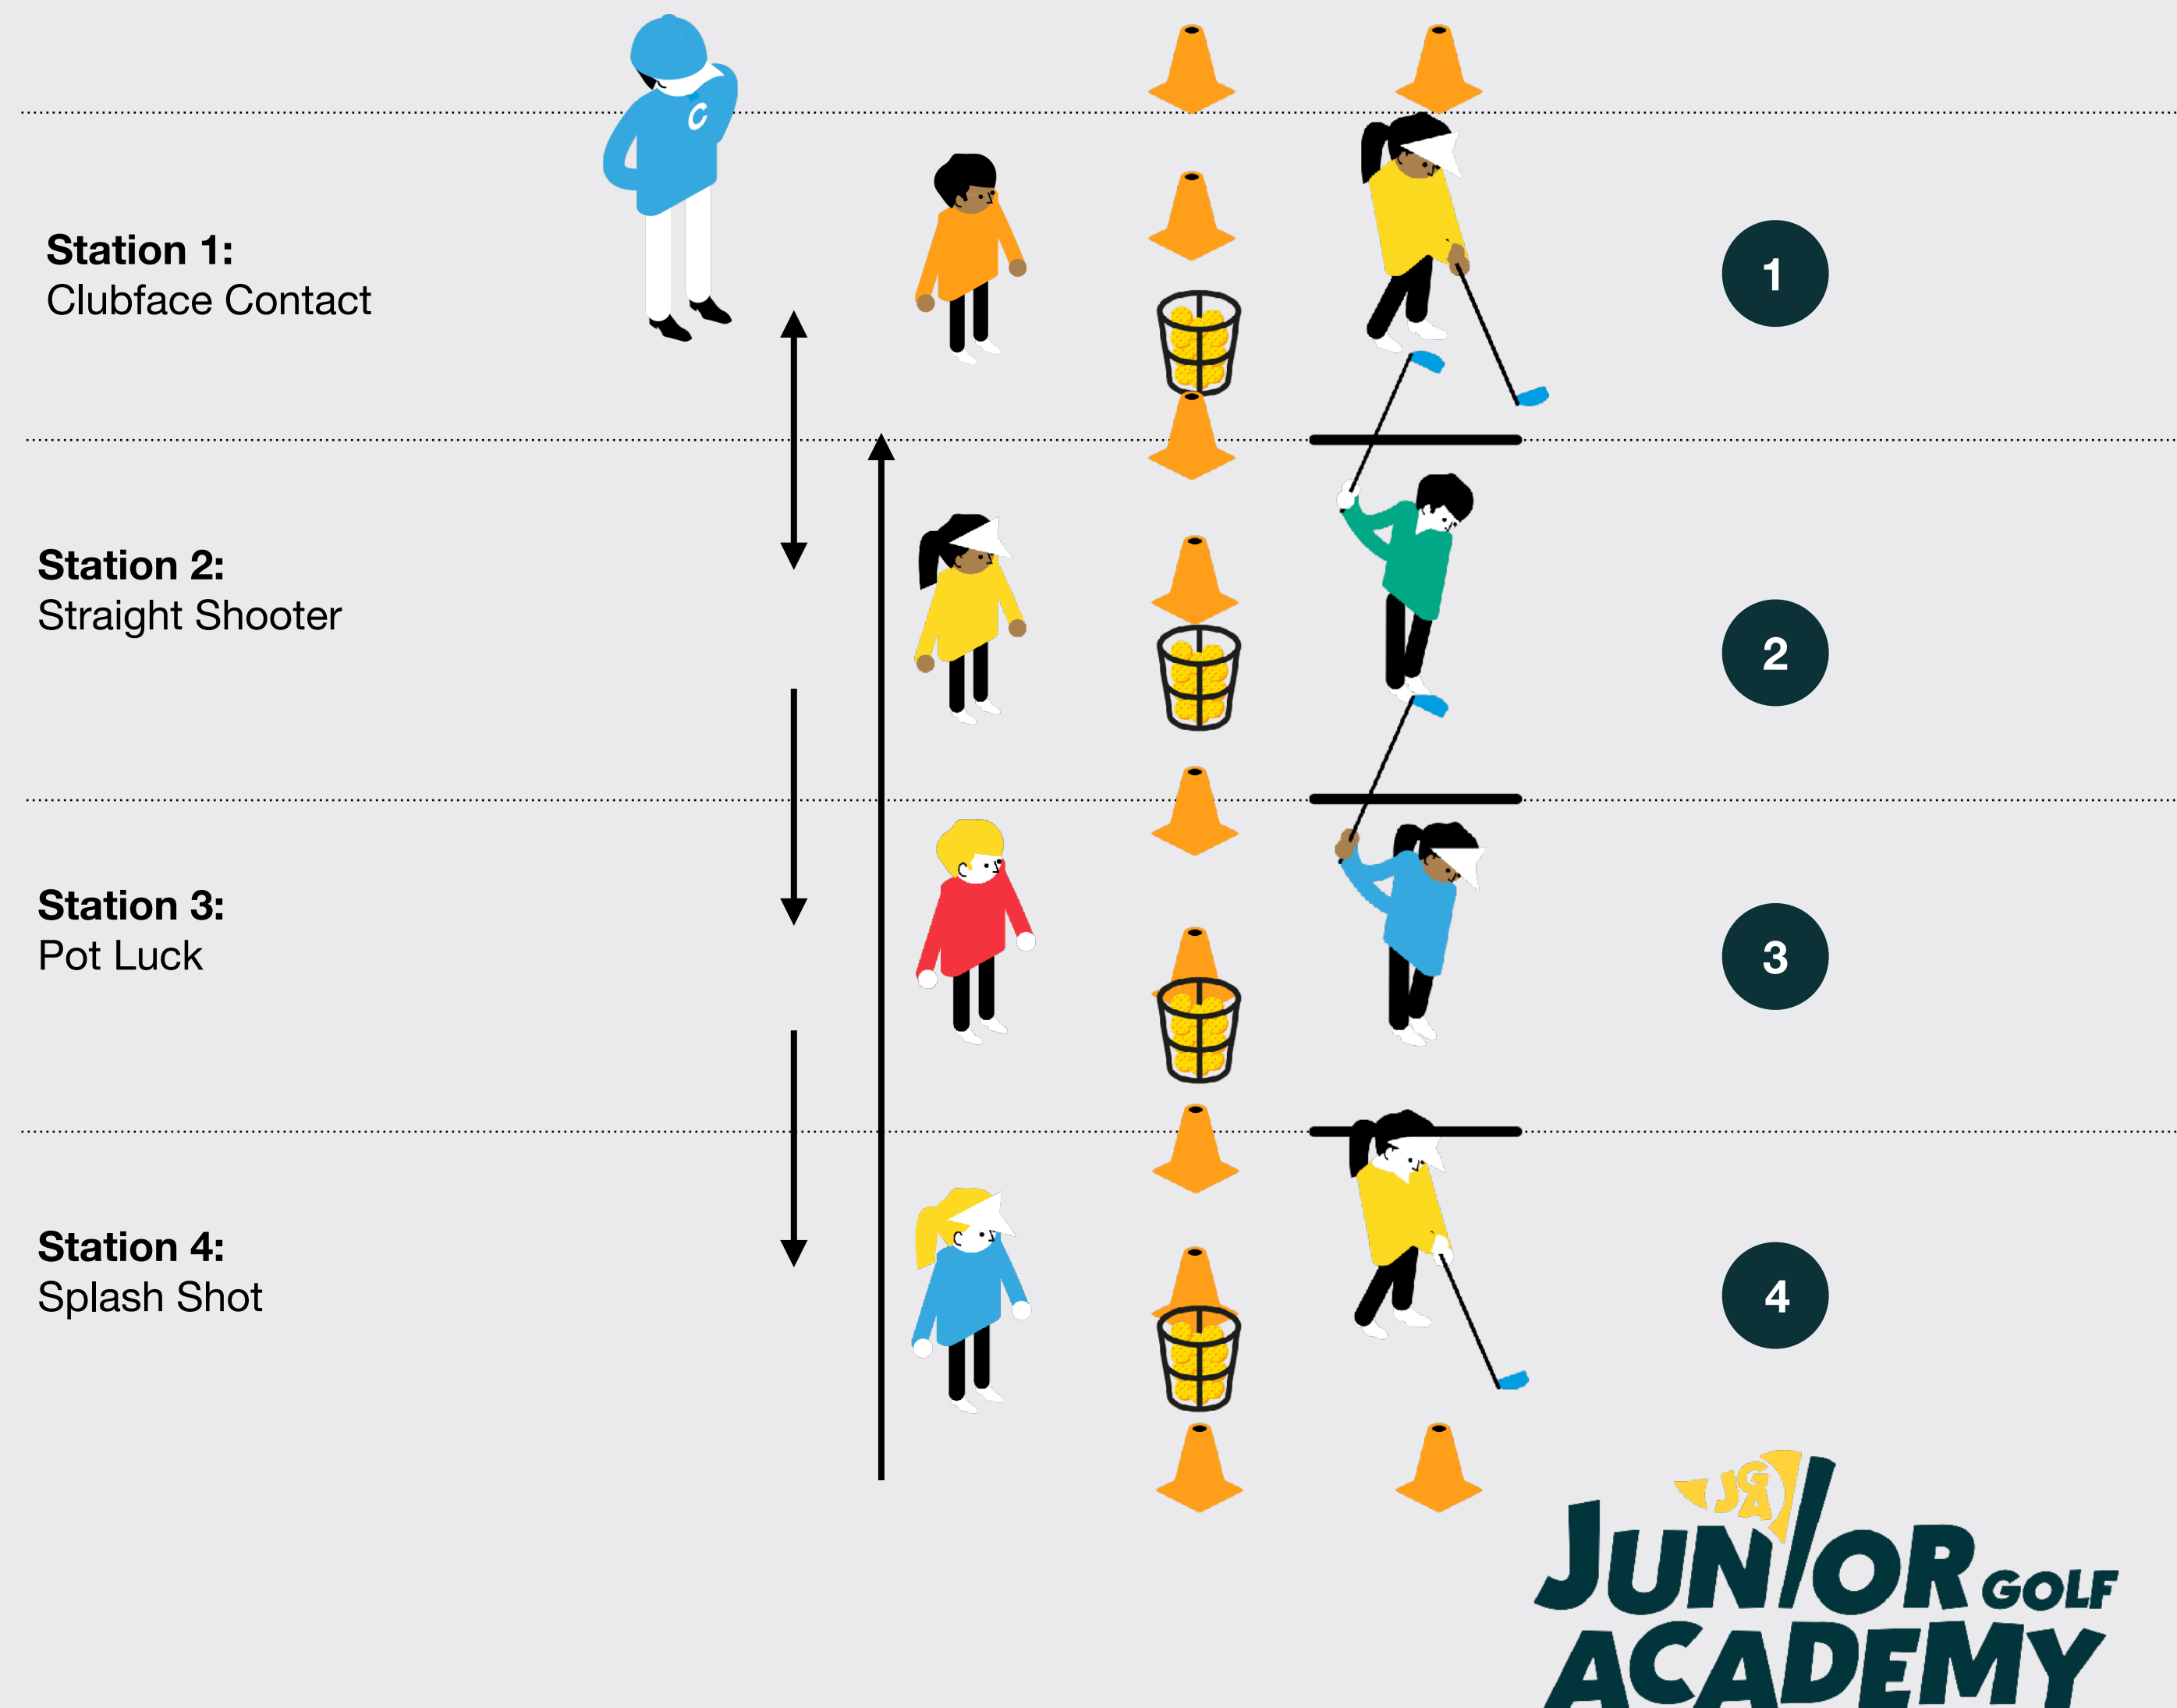 C
Station 1:
Clubface Contact
1
Station 2:
Straight Shooter
2
Station 3:
Pot Luck
3
Station 4:
Splash Shot
4
JGA
JUNIOR GOLF
ACADEMY